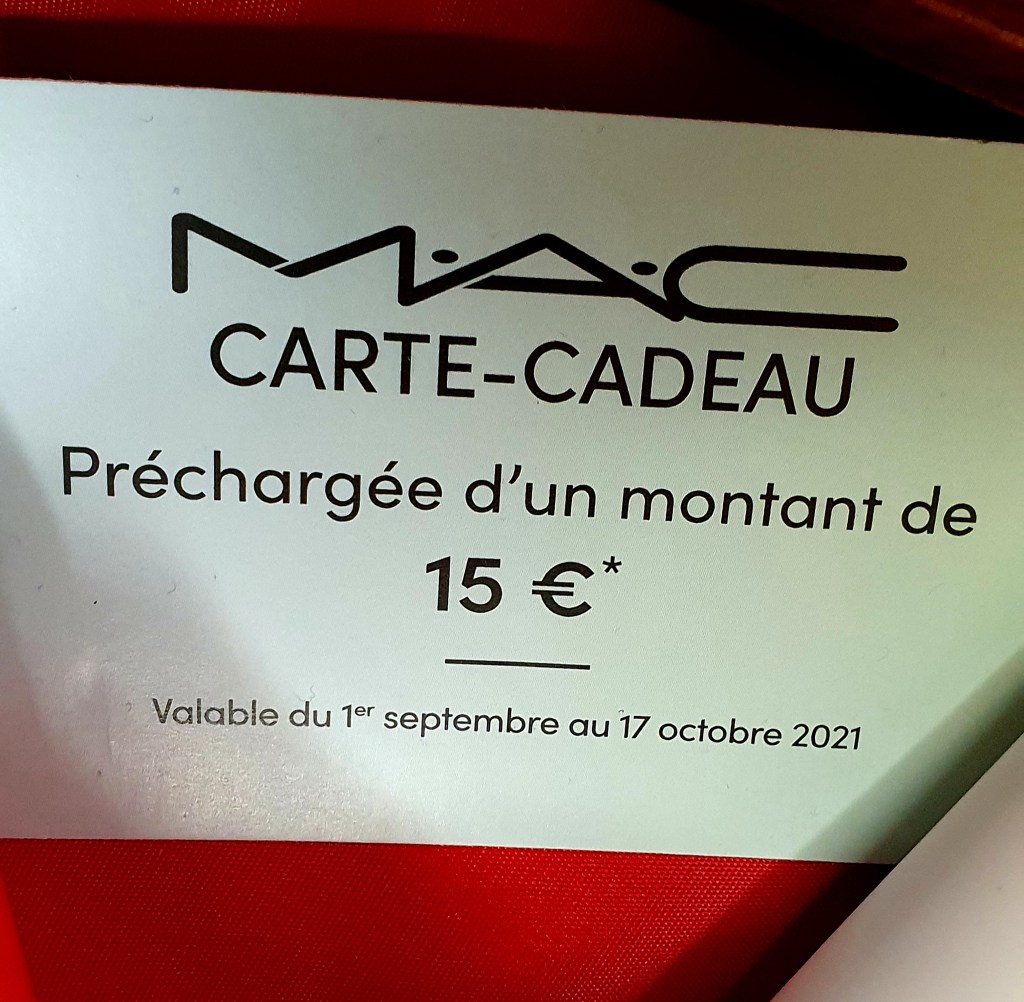 M·A·C
CARTE-CADEAU
Préchargée d'un montant de
15 €*
Valable du 1er septembre au 17 octobre 2021